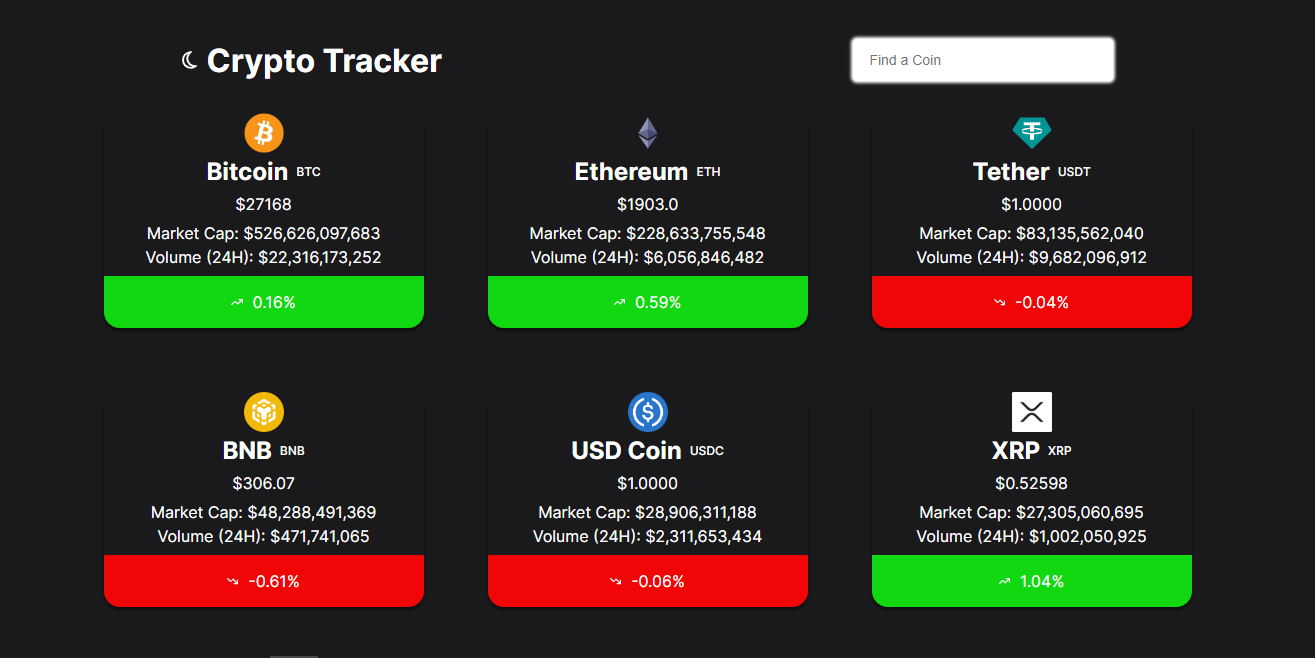 Crypto Tracker
Find a Coin
Bitcoin BTC
$27168
Market Cap: $526,626,097,683
Volume (24H): $22,316,173,252
0.16%
Ethereum ETH
$1903.0
Market Cap: $228,633,755,548
Volume (24H): $6,056,846,482
0.59%
Tether USDT
$1.0000
Market Cap: $83,135,562,040
Volume (24H): $9,682,096,912
-0.04%
BNB BNB
$306.07
Market Cap: $48,288,491,369
Volume (24H): $471,741,065
-0.61%
USD Coin USDC
$1.0000
Market Cap: $28,906,311,188
Volume (24H): $2,311,653,434
-0.06%
XRP XRP
$0.52598
Market Cap: $27,305,060,695
Volume (24H): $1,002,050,925
1.04%